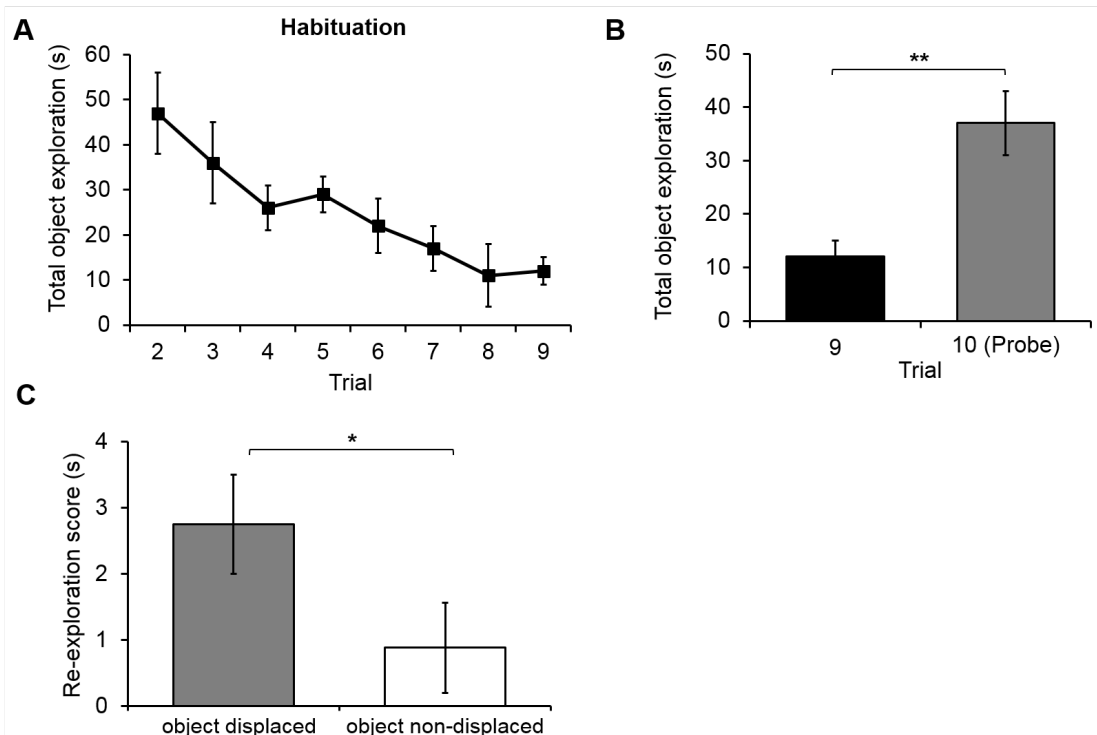 A
Habituation
Total object exploration (s)
60
50
40
30
20
10
0
2 3 4 5 6 7 8 9
Trial
B
Total object exploration (s)
50
40
30
20
10
0
**
9 10 (Probe)
Trial
C
Re-exploration score (s)
4
3
2
1
0
*
object displaced object non-displaced